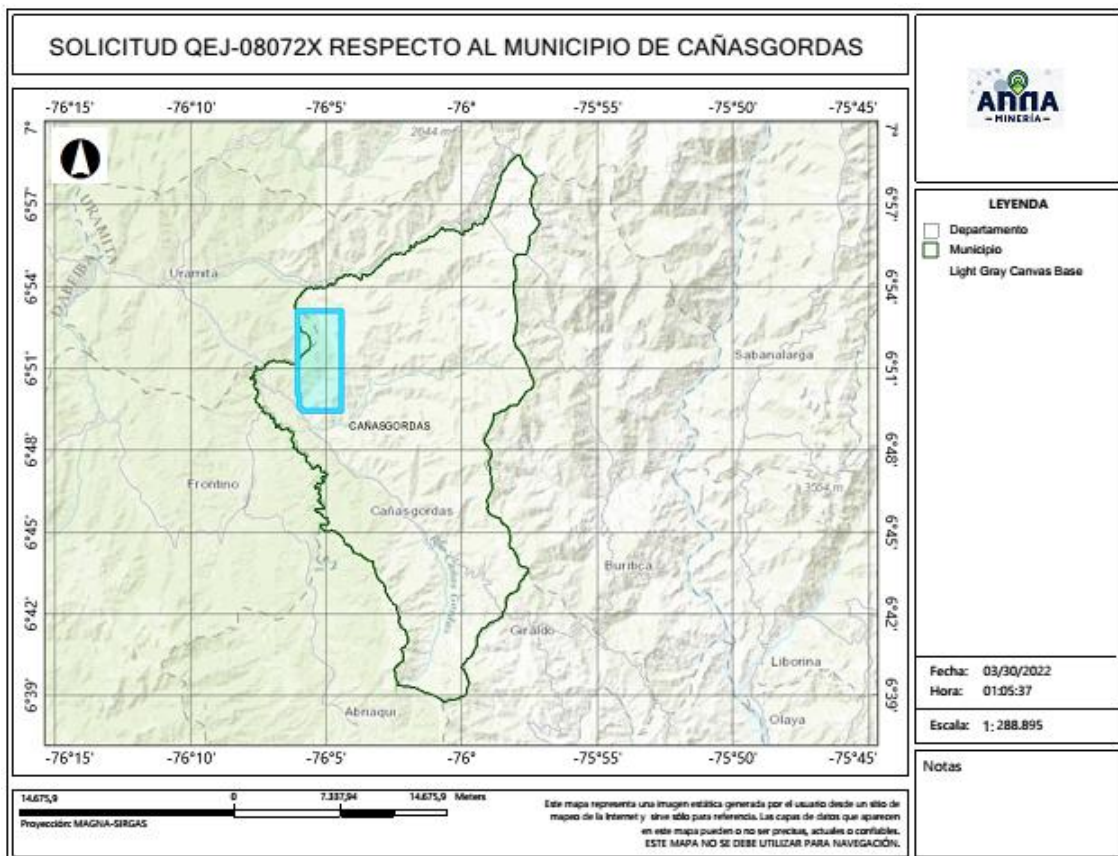 SOLICITUD QEJ-08072X RESPECTO AL MUNICIPIO DE CAÑASGORDAS
ANNA
-MINERÍA-
-76°15' -76°10' -76°5' -76° -75°55' -75°50' -75°45'
7° 7°
2644 m
6°57' 6°57'
URAMITA
DABEIBA
Uramita
6°54' 6°54'
Sabanalarga
6°51' 6°51'
CAÑASGORDAS
6°48' 6°48'
Frontino
3554 m
Cañasgordas
6°45' 6°45'
Buriticá
6°42' 6°42'
Giraldo
Liborina
6°39' 6°39'
Abriaquí
Olaya
-76°15' -76°10' -76°5' -76° -75°55' -75°50' -75°45'
LEYENDA
Departamento
Municipio
Light Gray Canvas Base
Fecha: 03/30/2022
Hora: 01:05:37
Escala: 1: 288.895
Notas
14.675,9 0 7.337,94 14.675,9 Meters
Proyección: MAGNA-SIRGAS
Este mapa representa una imagen estática generada por el usuario desde un sitio de
mapeo de la Internet y sirve sólo para referencia. Las capas de datos que aparecen
en este mapa pueden o no ser precisas, actuales o confiables.
ESTE MAPA NO SE DEBE UTILIZAR PARA NAVEGACIÓN.